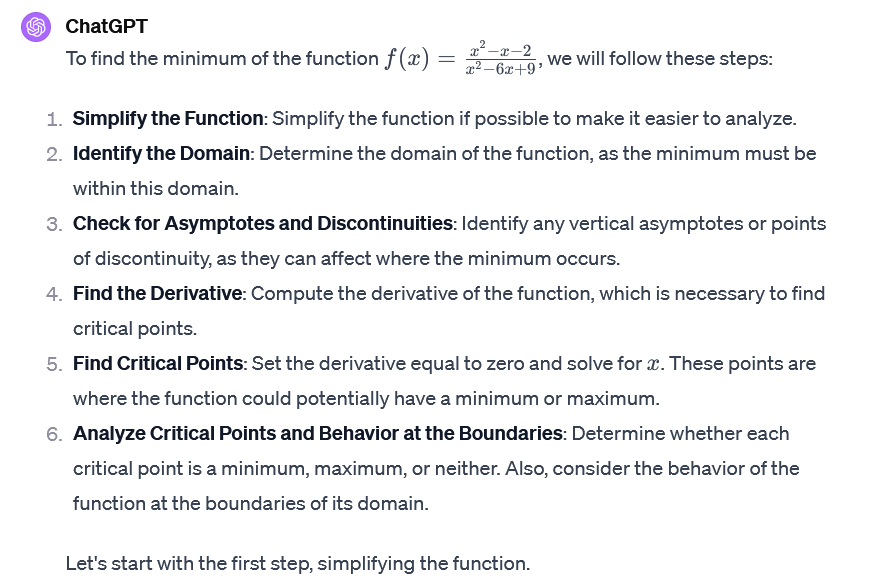 ChatGPT
To find the minimum of the function f(x) = \frac{x^2−x−2}{x^2−6x+9}, we will follow these steps:
1. Simplify the Function: Simplify the function if possible to make it easier to analyze.
2. Identify the Domain: Determine the domain of the function, as the minimum must be
within this domain.
3. Check for Asymptotes and Discontinuities: Identify any vertical asymptotes or points
of discontinuity, as they can affect where the minimum occurs.
4. Find the Derivative: Compute the derivative of the function, which is necessary to find
critical points.
5. Find Critical Points: Set the derivative equal to zero and solve for x. These points are
where the function could potentially have a minimum or maximum.
6. Analyze Critical Points and Behavior at the Boundaries: Determine whether each
critical point is a minimum, maximum, or neither. Also, consider the behavior of the
function at the boundaries of its domain.
Let's start with the first step, simplifying the function.